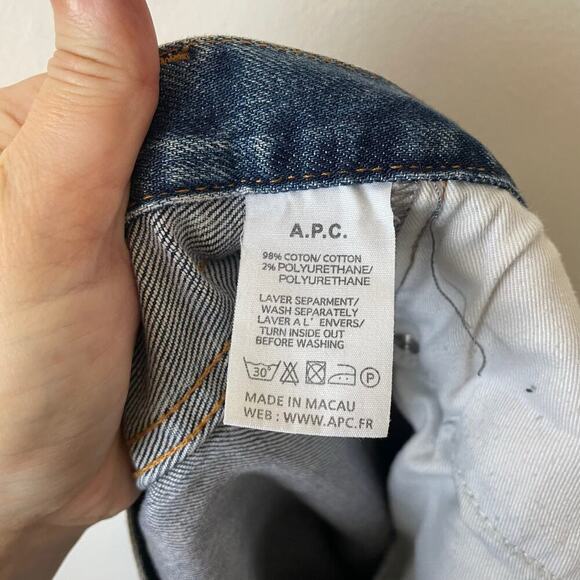 A.P.C.
98% COTON/ COTTON
2% POLYURETHANE/
POLYURETHANE
LAVER SEPARMENT/
WASH SEPARATELY
LAVER A L' ENVERS/
TURN INSIDE OUT
BEFORE WASHING
30° P
MADE IN MACAU
WEB : WWW.APC.FR